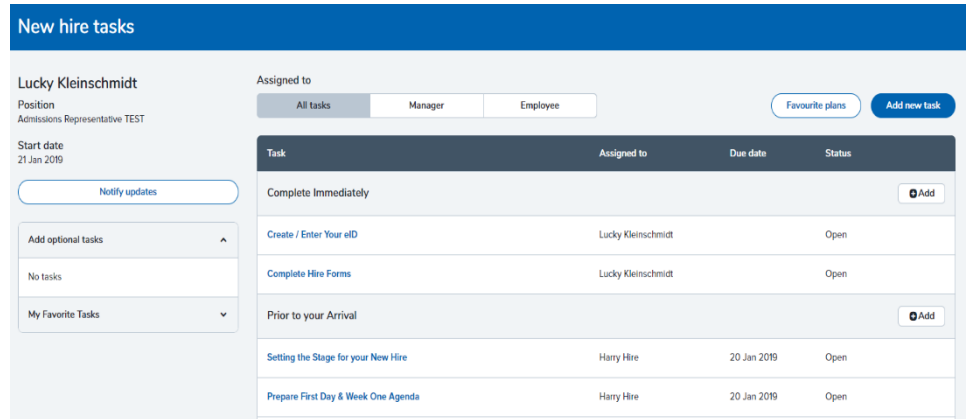 New hire tasks
Lucky Kleinschmidt
Position
Admissions Representative TEST
Start date
21 Jan 2019
Notify updates
Add optional tasks
No tasks
My Favorite Tasks
Assigned to
All tasks Manager Employee
Favourite plans Add new task
Task Assigned to Due date Status
Complete Immediately Add
Create / Enter Your eID Lucky Kleinschmidt Open
Complete Hire Forms Lucky Kleinschmidt Open
Prior to your Arrival Add
Setting the Stage for your New Hire Harry Hire 20 Jan 2019 Open
Prepare First Day & Week One Agenda Harry Hire 20 Jan 2019 Open